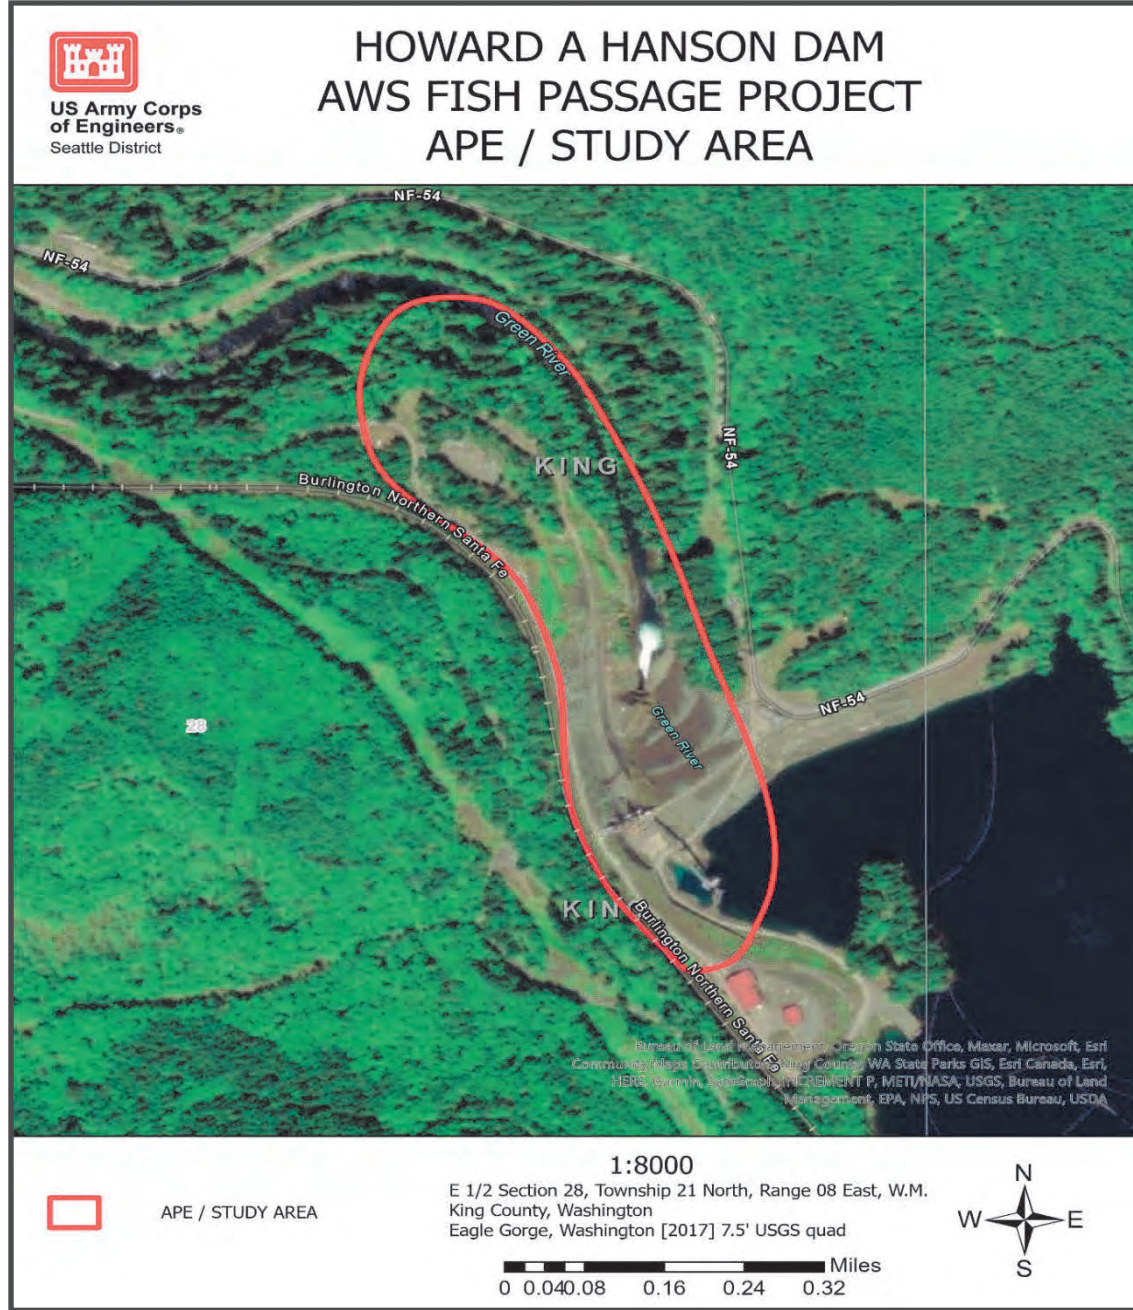 US Army Corps
of Engineers®
Seattle District
HOWARD A HANSON DAM
AWS FISH PASSAGE PROJECT
APE / STUDY AREA
NF-54
NF-54
Green River
KING
NF-54
Burlington Northern Santa Fe
NF-54
Green River
28
KING
Burlington Northern Santa Fe
Bureau of Land Management, Oregon State Office, Maxar, Microsoft, Esri
Community Maps Contributors, King County, WA State Parks GIS, Esri Canada, Esri,
HERE, Garmin, SafeGraph, INCREMENT P, METI/NASA, USGS, Bureau of Land
Management, EPA, NPS, US Census Bureau, USDA
APE / STUDY AREA
1:8000
E 1/2 Section 28, Township 21 North, Range 08 East, W.M.
King County, Washington
Eagle Gorge, Washington [2017] 7.5' USGS quad
Miles
0 0.04 0.08 0.16 0.24 0.32
N
W E
S